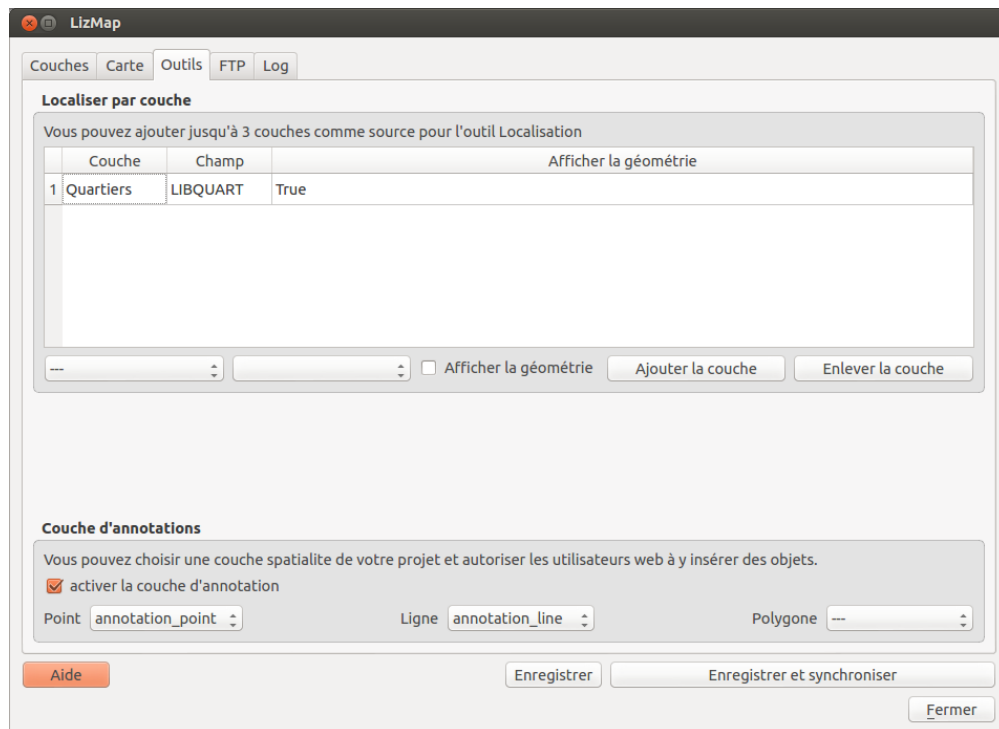 LizMap
Couches Carte Outils FTP Log
Localiser par couche
Vous pouvez ajouter jusqu'à 3 couches comme source pour l'outil Localisation
Couche Champ Afficher la géométrie
1 Quartiers LIBQUART True
--- Afficher la géométrie Ajouter la couche Enlever la couche
Couche d'annotations
Vous pouvez choisir une couche spatialite de votre projet et autoriser les utilisateurs web à y insérer des objets.
activer la couche d'annotation
Point annotation_point Ligne annotation_line Polygone ---
Aide Enregistrer Enregistrer et synchroniser
Fermer